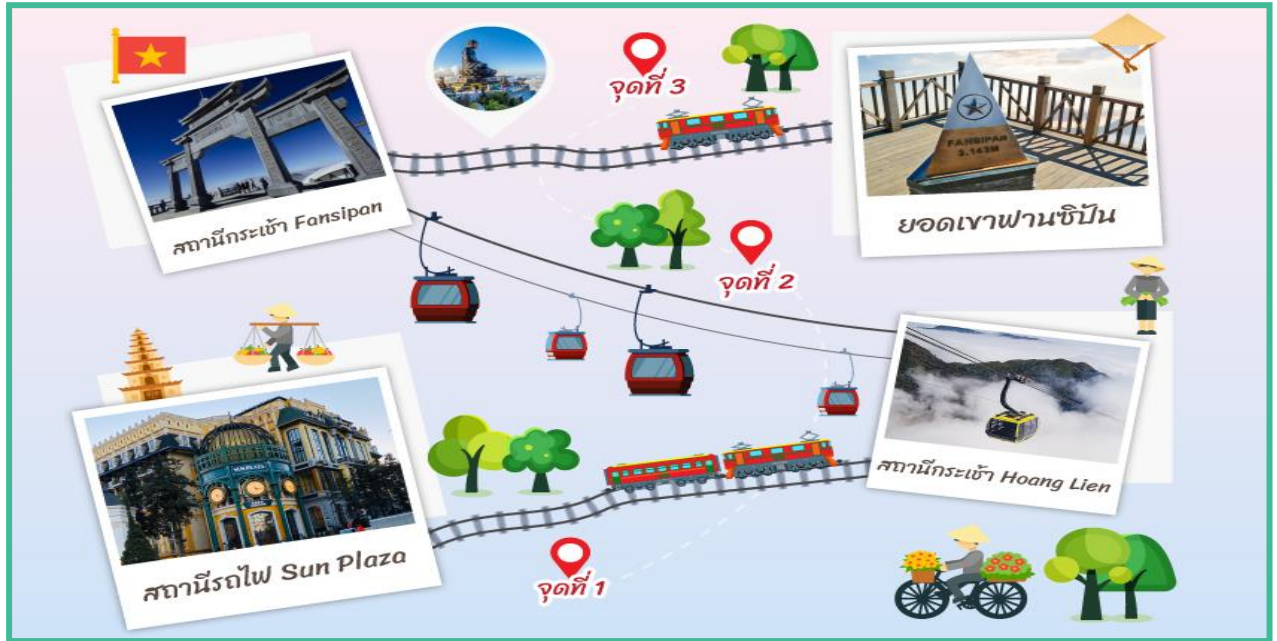 จุดที่ 3
สถานีกระเช้า Fansipan
FANSIPAN
3.143M
ยอดเขาฟานซิปัน
จุดที่ 2
SUN PLAZA
สถานีรถไฟ Sun Plaza
สถานีกระเช้า Hoang Lien
จุดที่ 1